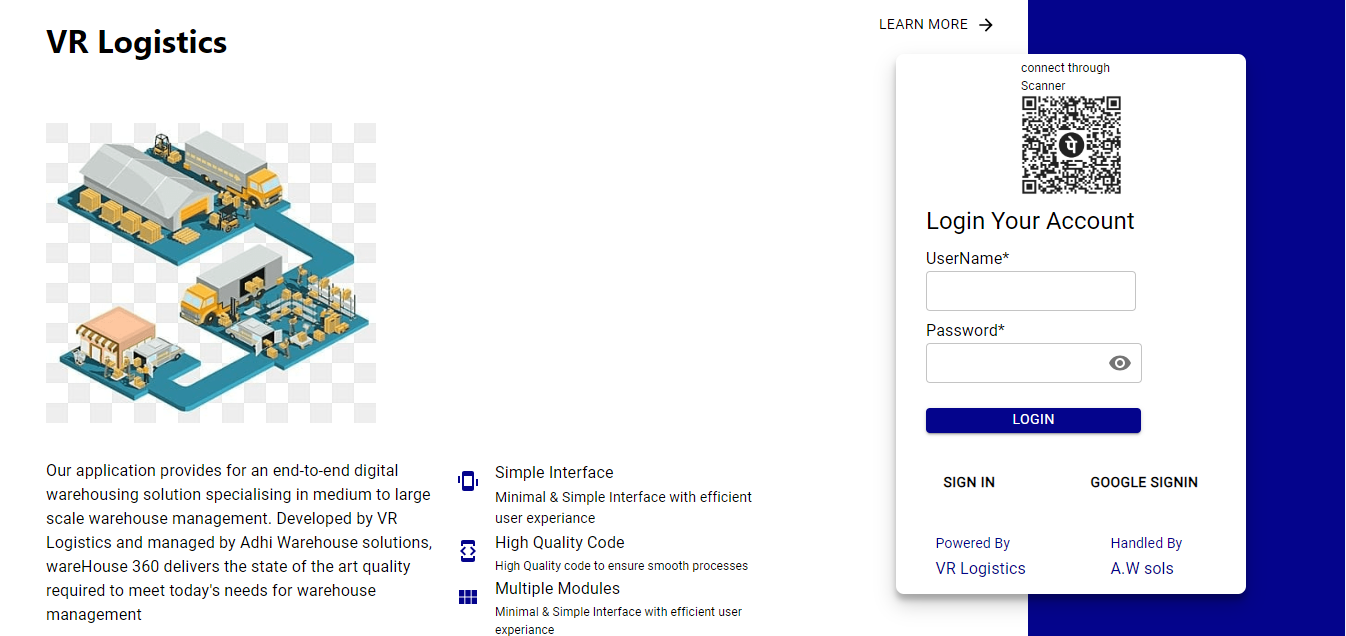 VR Logistics
LEARN MORE
connect through
Scanner
पे
Login Your Account
UserName*
Password*
LOGIN
SIGN IN
GOOGLE SIGNIN
Powered By
VR Logistics
Handled By
A.W sols
Our application provides for an end-to-end digital
warehousing solution specialising in medium to large
scale warehouse management. Developed by VR
Logistics and managed by Adhi Warehouse solutions,
wareHouse 360 delivers the state of the art quality
required to meet today's needs for warehouse
management
Simple Interface
Minimal & Simple Interface with efficient
user experiance
High Quality Code
High Quality code to ensure smooth processes
Multiple Modules
Minimal & Simple Interface with efficient user
experiance